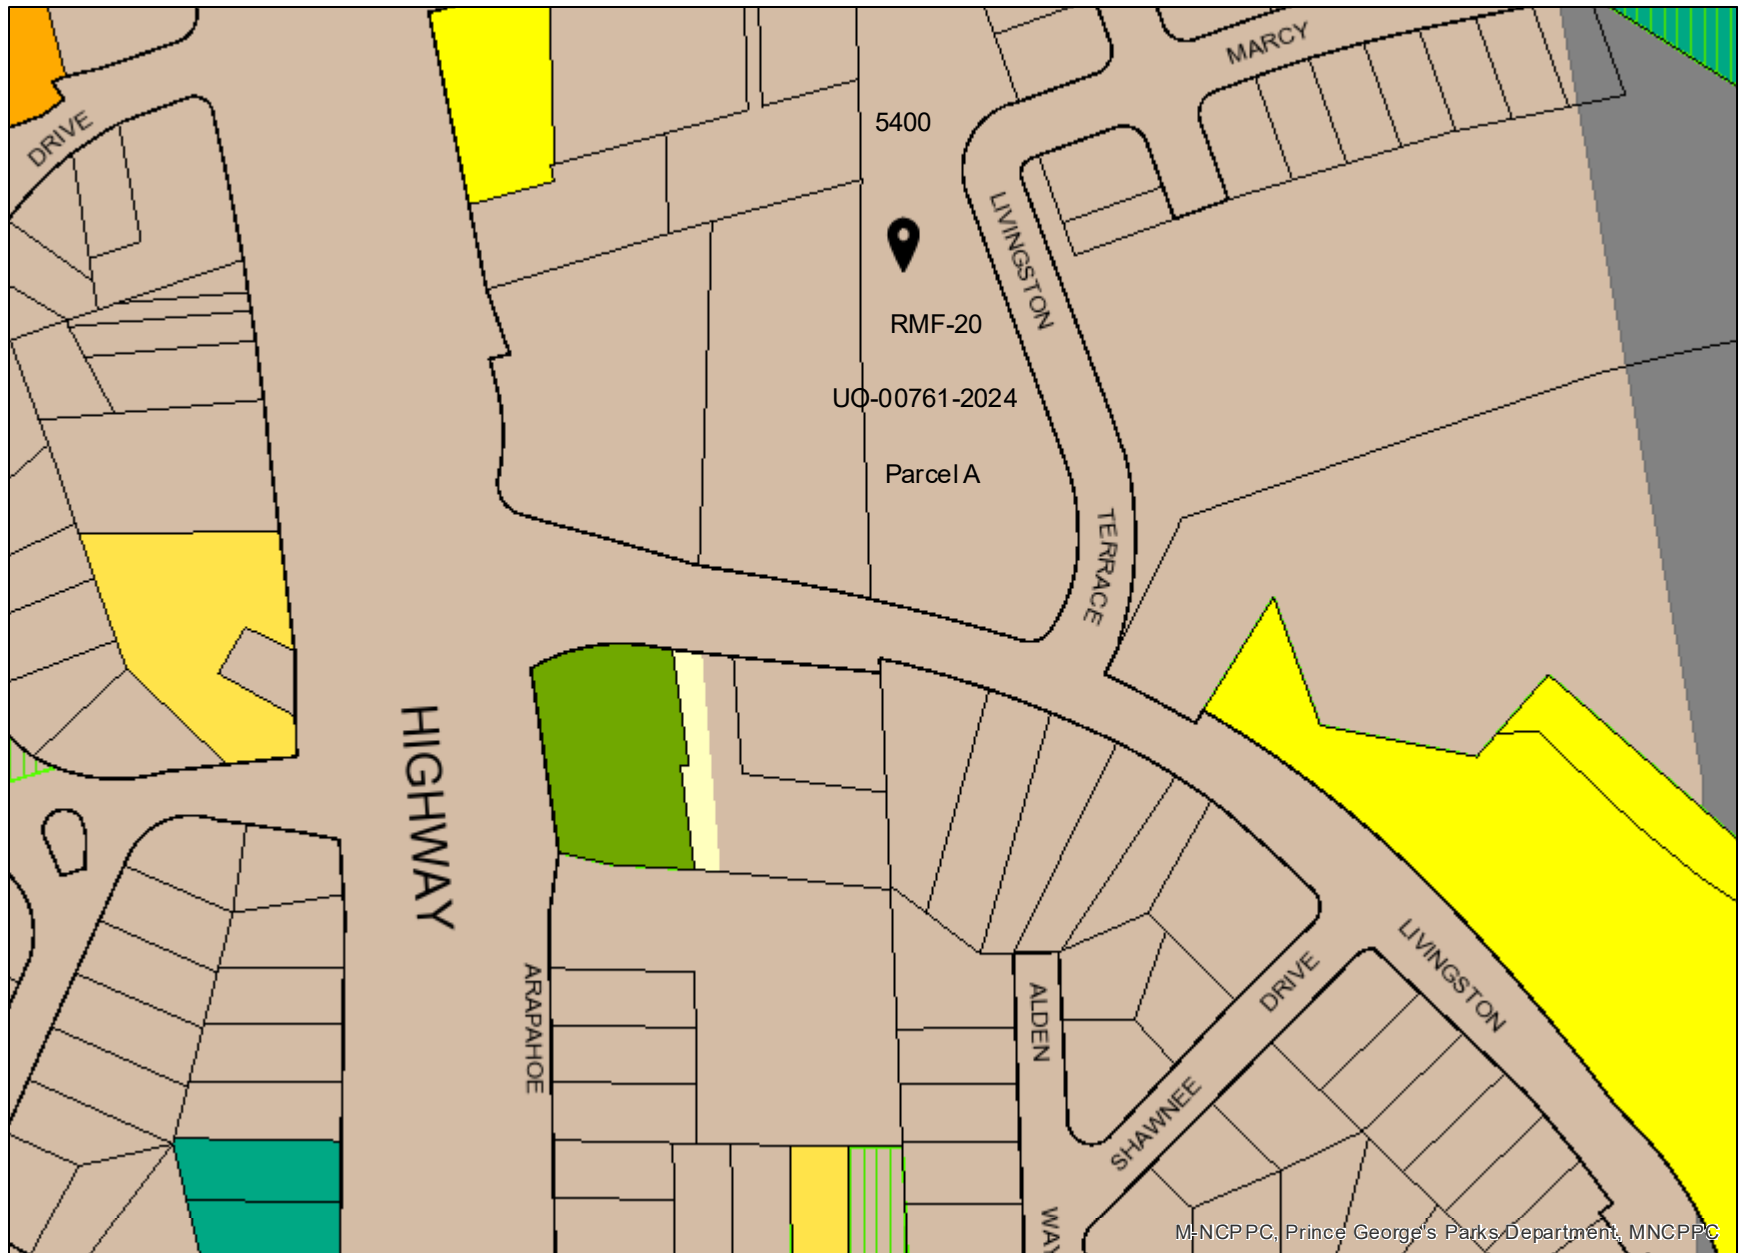 MARCY
DRIVE
5400
LIVINGSTON
RMF-20
UO-00761-2024
Parcel A
TERRACE
HIGHWAY
LIVINGSTON
DRIVE
ARAPAHOE
ALDEN
SHAWNEE
WAY
M-NCPPC, Prince George's Parks Department, MNCPPC